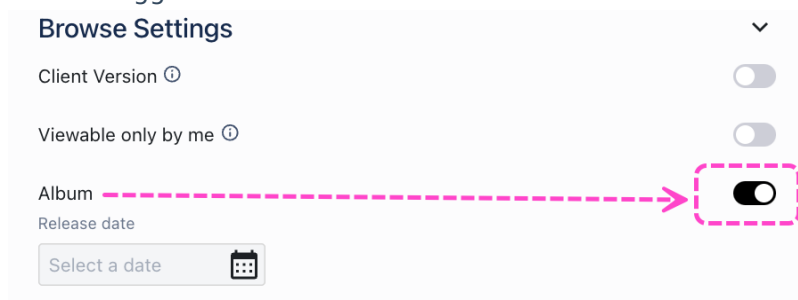 Browse Settings
Client Version
Viewable only by me
Album
Release date
Select a date